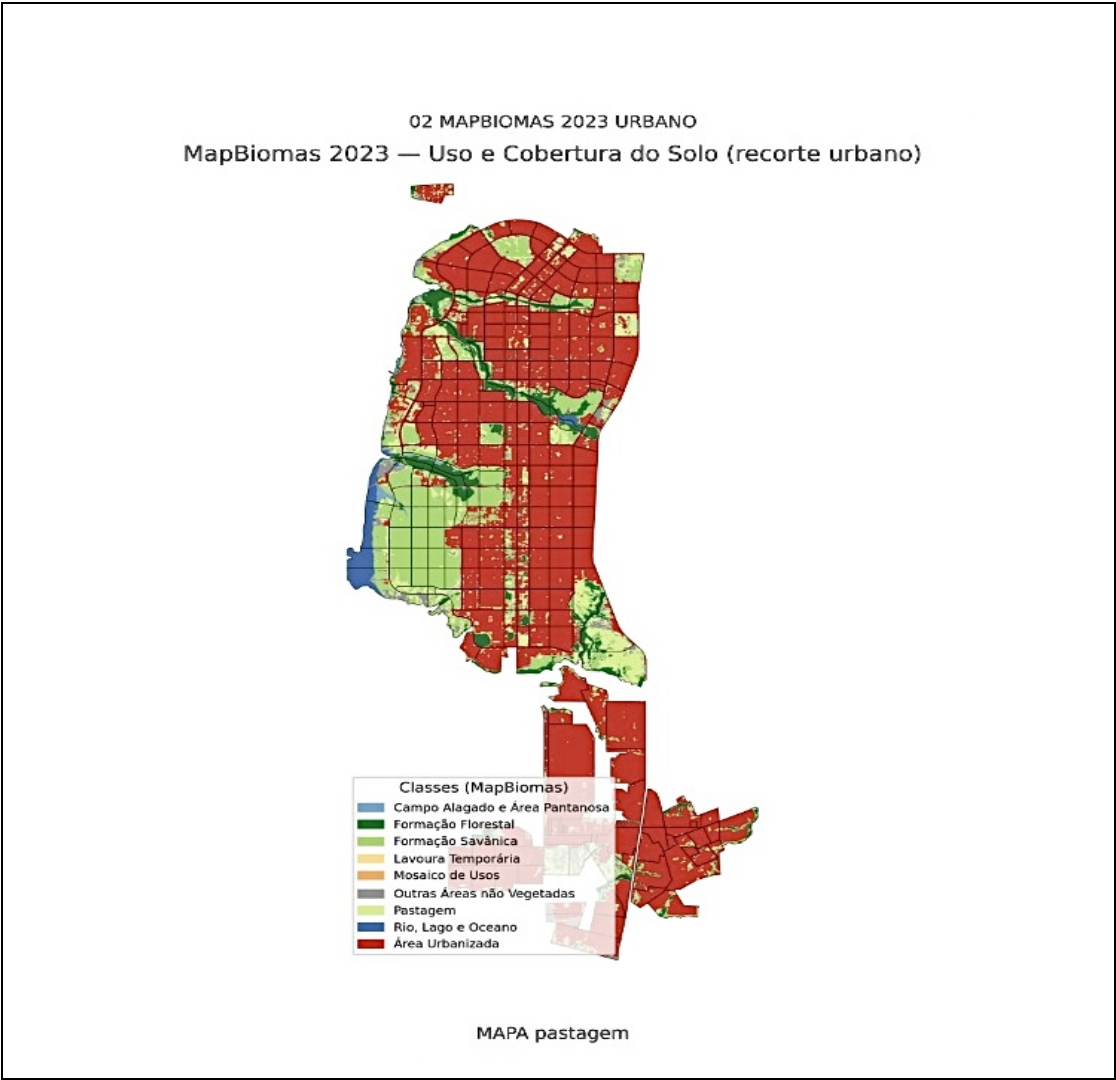 02 MAPBIOMAS 2023 URBANO
MapBiomas 2023 — Uso e Cobertura do Solo (recorte urbano)
Classes (MapBiomas)
Campo Alagado e Área Pantanosa
Formação Florestal
Formação Savânica
Lavoura Temporária
Mosaico de Usos
Outras Áreas não Vegetadas
Pastagem
Rio, Lago e Oceano
Área Urbanizada
MAPA pastagem